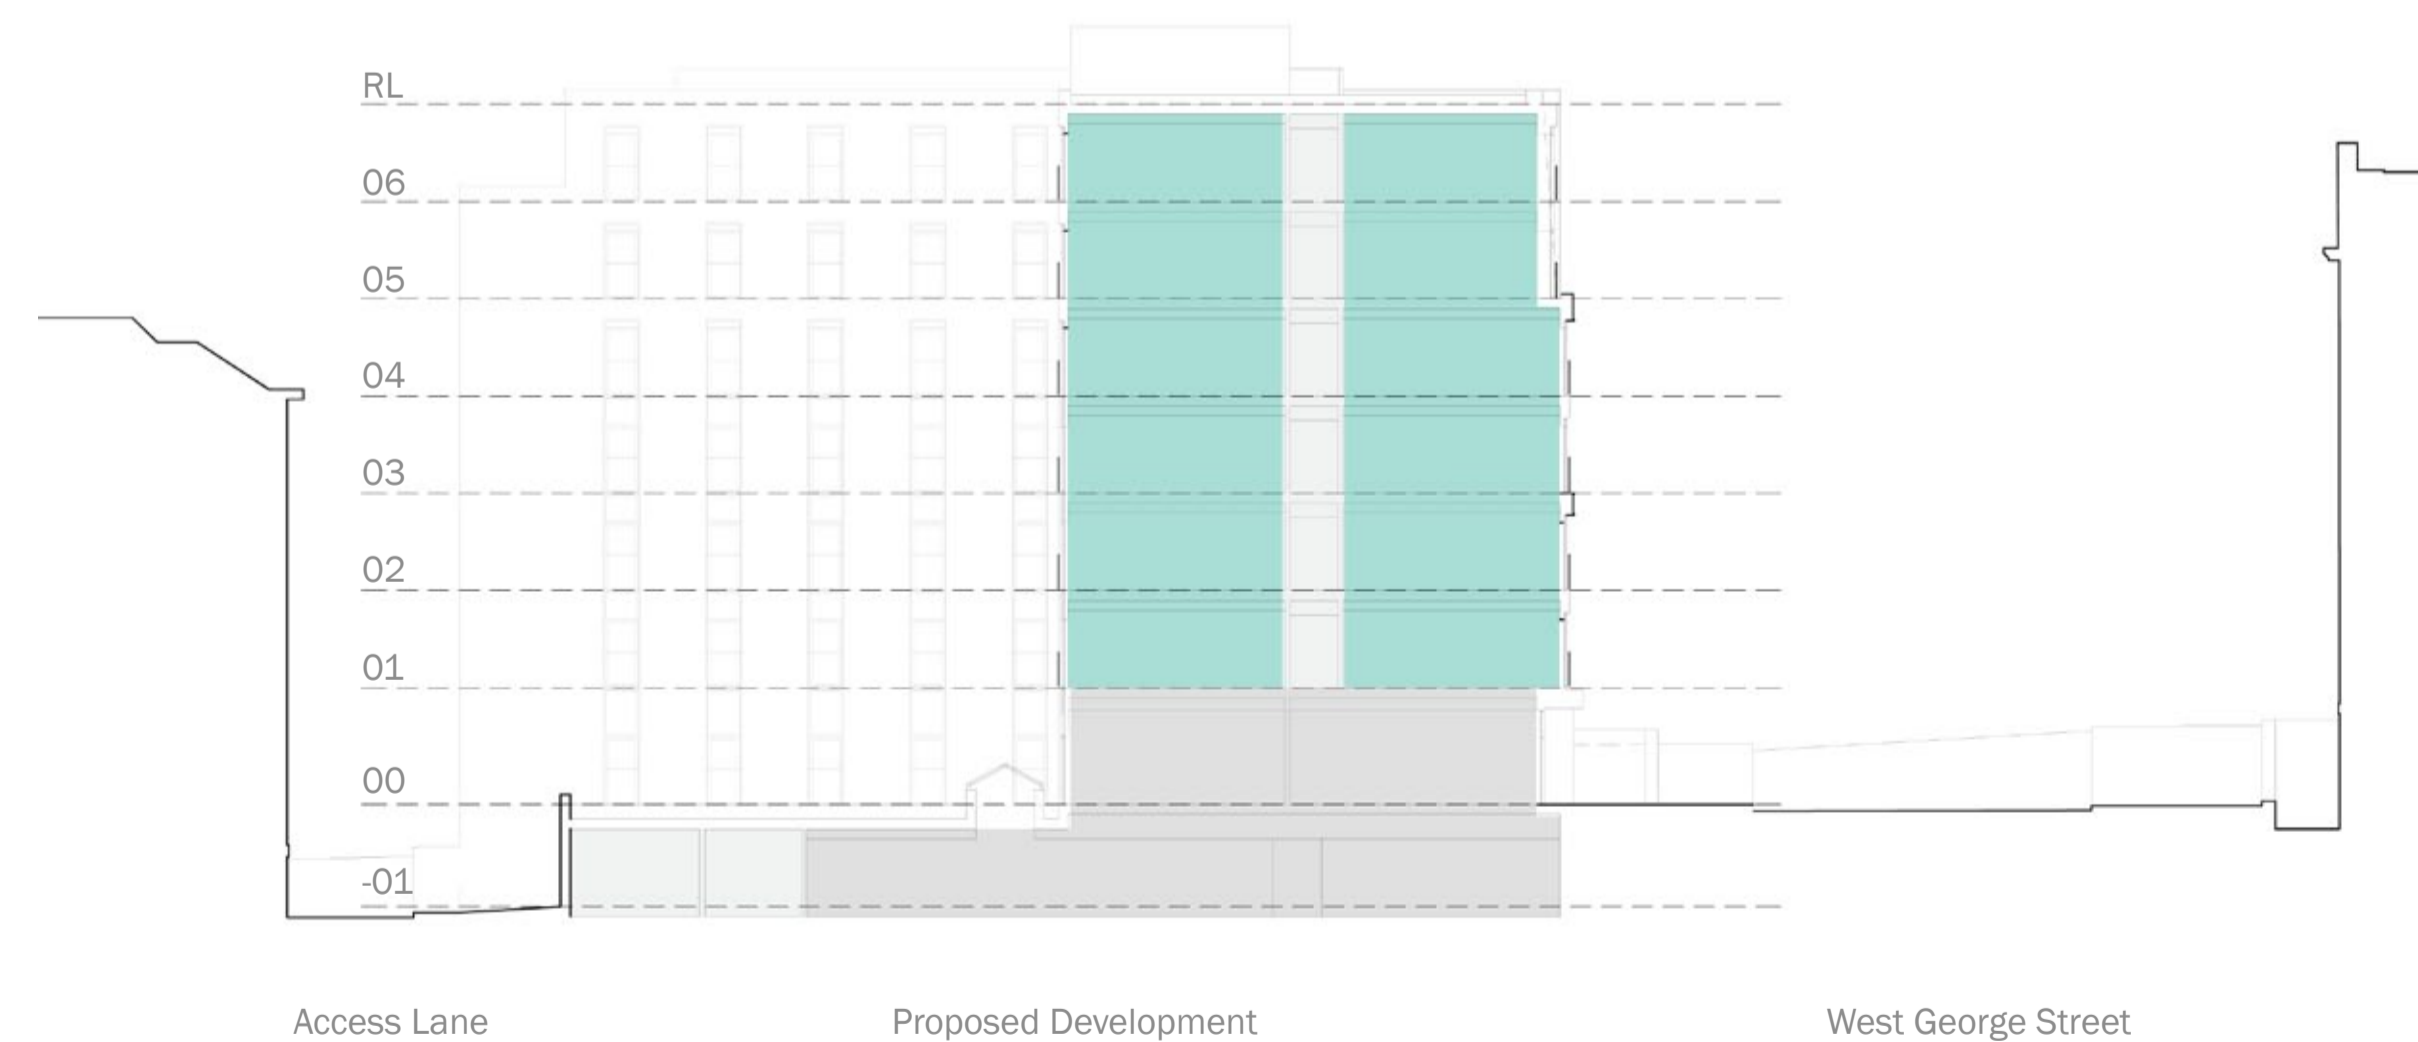 RL
06
05
04
03
02
01
00
-01
Access Lane
Proposed Development
West George Street